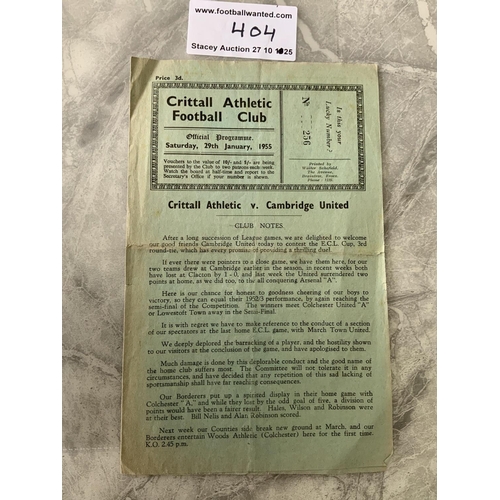 www.footballwanted.com
404
Stacey Auction 27 10 25
Price 3d.
Crittall Athletic
Football Club
Official Programme.
Saturday, 29th January, 1955
Vouchers to the value of 10/- and 5/- are being
presented by the Club to two patrons each week.
Watch the board at half-time and report to the
Secretary's Office if your number is shewn.
Is this your
Lucky Number?
No 256
Printed by
The Avenue,
Braintree, Essex.
Crittall Athletic v. Cambridge United
CLUB NOTES
After a long succession of League games, we are delighted to welcome
our good friends Cambridge United today to contest the E.C.L. Cup, 3rd
round-tie, which has every promise of providing a thrilling duel.
If ever there were pointers to a close game, we have them here, for our
two teams drew at Cambridge earlier in the season, in recent weeks both
have lost at Clacton by 1 - 0, and last week the United surrendered two
points at home, as we did too, to the all conquering Arsenal "A".
Here is our chance for honest to goodness cheering of our boys to
victory, so they can equal their 1952/3 performance, by again reaching the
semi-final of the Competition. The winners meet Colchester United "A"
or Lowestoft Town away in the Semi-Final.
It is with regret we have to make reference to the conduct of a section
of our spectators at the last home E.C.L. game, with March Town United.
We deeply deplored the barracking of a player, and the hostility shown
to our visitors at the conclusion of the game, and have apologised to them.
Much damage is done by this deplorable conduct and the good name of
the home club suffers most. The Committee will not tolerate it in any
circumstances, and have decided that any repetition of this sad lacking of
sportsmanship shall have far reaching consequences.
Our Borderers put up a spirited display in their home game with
Colchester "A." and while they lost by the odd goal of five, a division of
points would have been a fairer result. Hales, Wilson and Robinson were
at their best. Bill Nelis and Alan Robinson scored.
Next week our Counties side break new ground at March, and our
Borderers entertain Woods Athletic (Colchester) here for the first time.
K.O. 2.45 p.m.